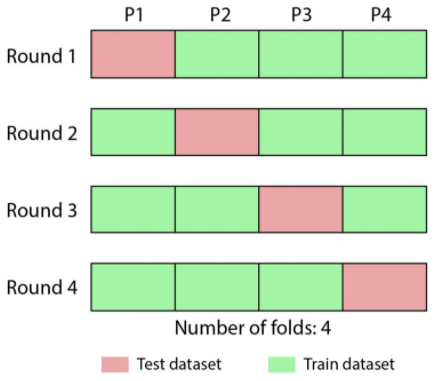 P1 P2 P3 P4
Round 1
Round 2
Round 3
Round 4
Number of folds: 4
Test dataset Train dataset